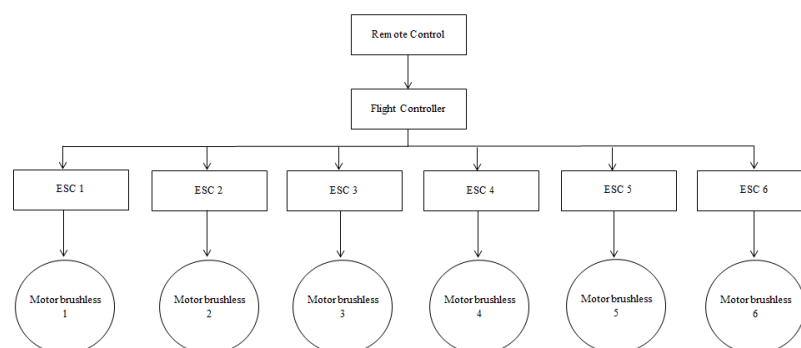 Remote Control
Flight Controller
ESC 1
ESC 2
ESC 3
ESC 4
ESC 5
ESC 6
Motor brushless
1
Motor brushless
2
Motor brushless
3
Motor brushless
4
Motor brushless
5
Motor brushless
6